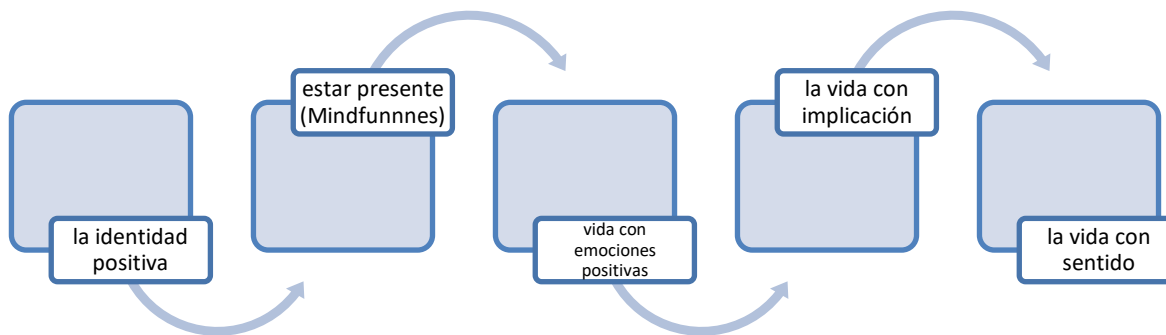 la identidad
positiva
estar presente
(Mindfunnnes)
vida con
emociones
positivas
la vida con
implicación
la vida con
sentido